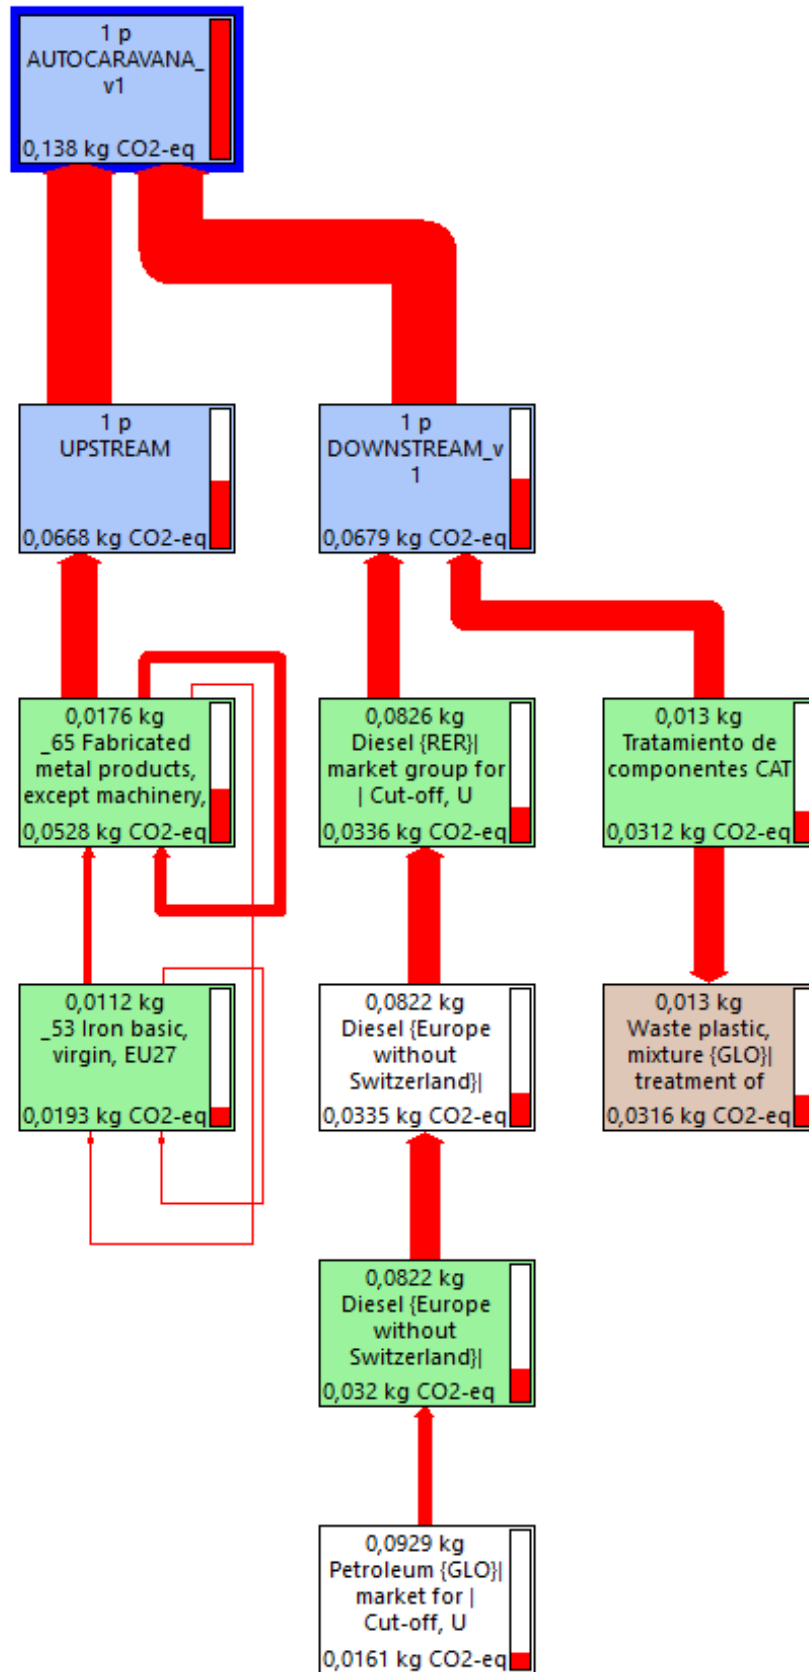 1 p
AUTOCARAVANA_
v1
0,138 kg CO2-eq
1 p
UPSTREAM
0,0668 kg CO2-eq
1 p
DOWNSTREAM_v
1
0,0679 kg CO2-eq
0,0176 kg
_65 Fabricated
metal products,
except machinery,
0,0528 kg CO2-eq
0,0826 kg
Diesel {RER}|
market group for
| Cut-off, U
0,0336 kg CO2-eq
0,013 kg
Tratamiento de
componentes CAT
0,0312 kg CO2-eq
0,0112 kg
_53 Iron basic,
virgin, EU27
0,0193 kg CO2-eq
0,0822 kg
Diesel {Europe
without
Switzerland}|
0,0335 kg CO2-eq
0,013 kg
Waste plastic,
mixture {GLO}|
treatment of
0,0316 kg CO2-eq
0,0822 kg
Diesel {Europe
without
Switzerland}|
0,032 kg CO2-eq
0,0929 kg
Petroleum {GLO}|
market for |
Cut-off, U
0,0161 kg CO2-eq